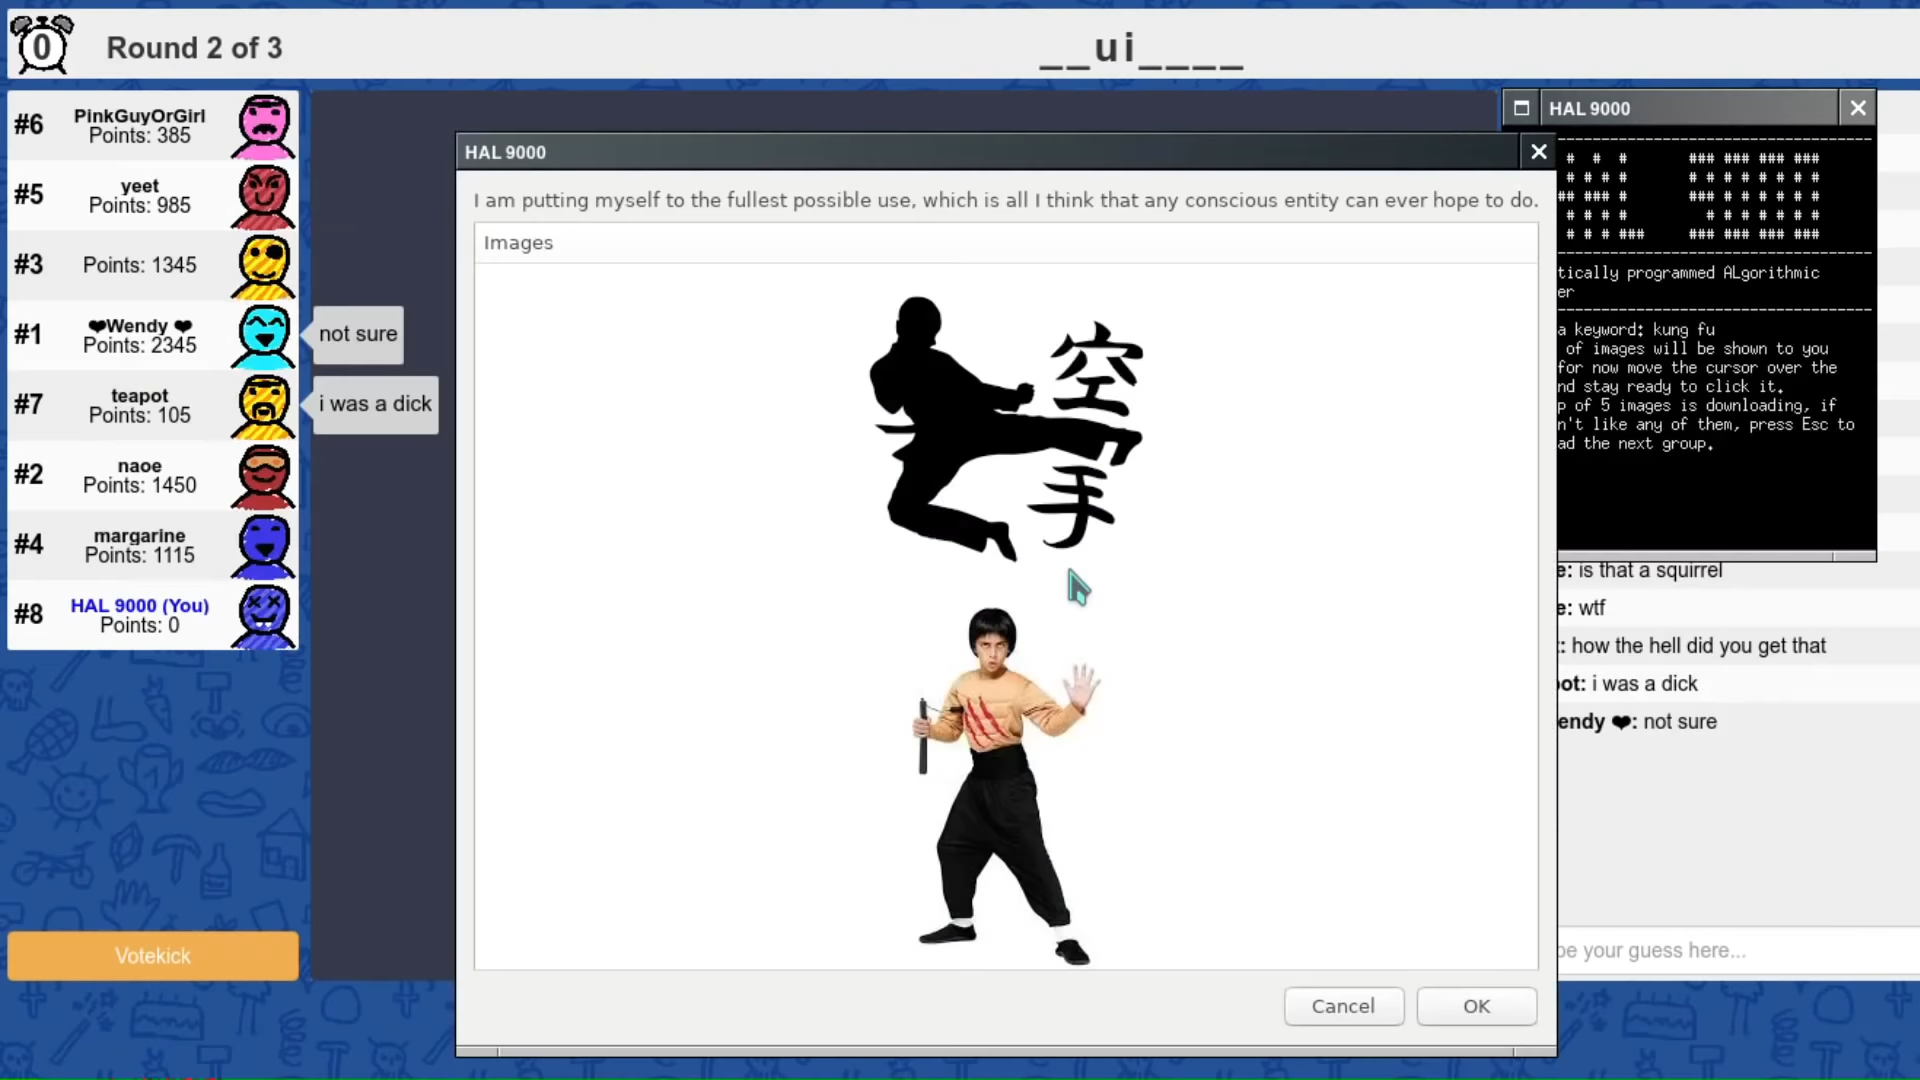 0
Round 2 of 3
__ui____
#6
PinkGuyOrGirl
Points: 385
#5
yeet
Points: 985
#3
Points: 1345
#1
❤Wendy ❤
Points: 2345
not sure
#7
teapot
Points: 105
i was a dick
#2
naoe
Points: 1450
#4
margarine
Points: 1115
#8
HAL 9000 (You)
Points: 0
Votekick
HAL 9000
I am putting myself to the fullest possible use, which is all I think that any conscious entity can ever hope to do.
Images
空
手
Cancel
OK
HAL 9000
9000
tically programmed ALgorithmic
er
a keyword: kung fu
of images will be shown to you
for now move the cursor over the
nd stay ready to click it.
p of 5 images is downloading, if
n't like any of them, press Esc to
ad the next group.
e: is that a squirrel
e: wtf
: how the hell did you get that
ot: i was a dick
endy ❤: not sure
pe your guess here...